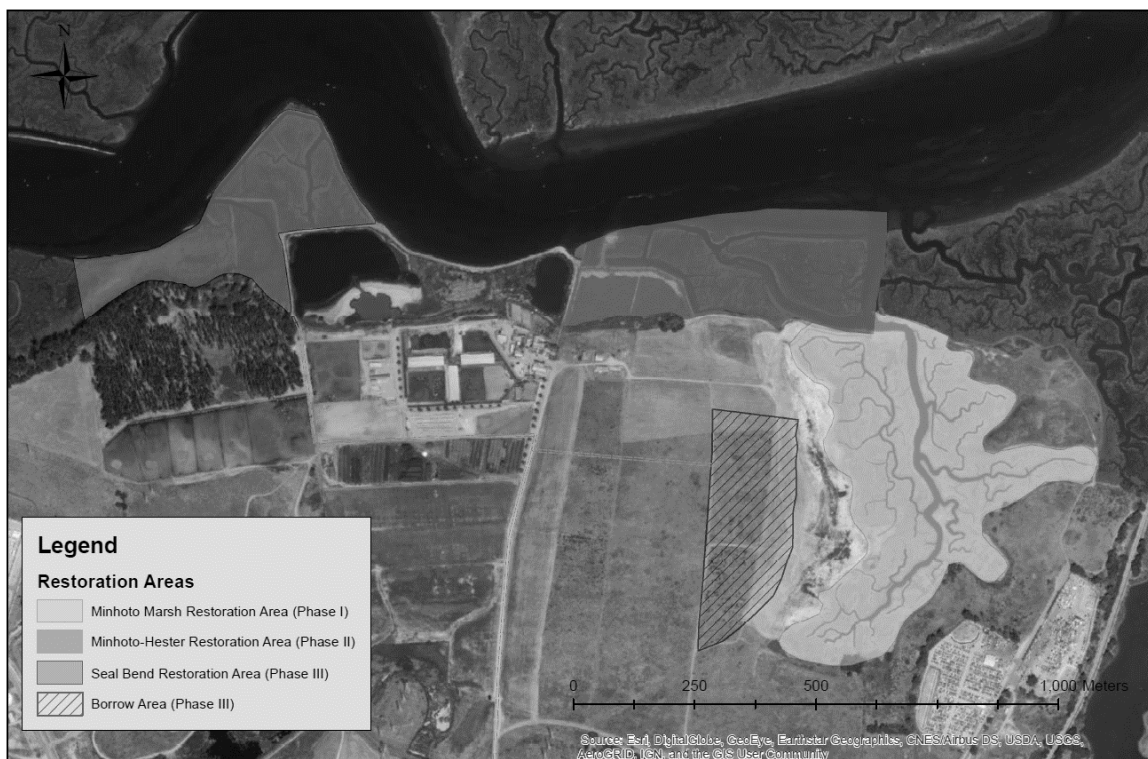 N
Legend
Restoration Areas
Minhoto Marsh Restoration Area (Phase I)
Minhoto-Hester Restoration Area (Phase II)
Seal Bend Restoration Area (Phase III)
Borrow Area (Phase III)
0 250 500 1,000 Meters
Source: Esri, DigitalGlobe, GeoEye, Earthstar Geographics, CNES/Airbus DS, USDA, USGS,
AeroGRID, IGN, and the GIS User Community